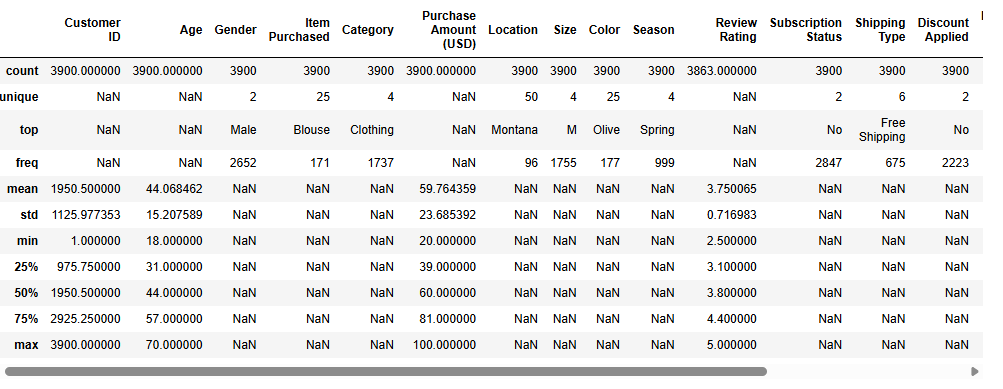 Customer ID Age Gender Item Purchased Category Purchase Amount (USD) Location Size Color Season Review Rating Subscription Status Shipping Type Discount Applied
count 3900.000000 3900.000000 3900 3900 3900 3900.000000 3900 3900 3900 3900 3863.000000 3900 3900 3900
unique NaN NaN 2 25 4 NaN 50 4 25 4 NaN 2 6 2
top NaN NaN Male Blouse Clothing NaN Montana M Olive Spring NaN No Free Shipping No
freq NaN NaN 2652 171 1737 NaN 96 1755 177 999 NaN 2847 675 2223
mean 1950.500000 44.068462 NaN NaN NaN 59.764359 NaN NaN NaN NaN 3.750065 NaN NaN NaN
std 1125.977353 15.207589 NaN NaN NaN 23.685392 NaN NaN NaN NaN 0.716983 NaN NaN NaN
min 1.000000 18.000000 NaN NaN NaN 20.000000 NaN NaN NaN NaN 2.500000 NaN NaN NaN
25% 975.750000 31.000000 NaN NaN NaN 39.000000 NaN NaN NaN NaN 3.100000 NaN NaN NaN
50% 1950.500000 44.000000 NaN NaN NaN 60.000000 NaN NaN NaN NaN 3.800000 NaN NaN NaN
75% 2925.250000 57.000000 NaN NaN NaN 81.000000 NaN NaN NaN NaN 4.400000 NaN NaN NaN
max 3900.000000 70.000000 NaN NaN NaN 100.000000 NaN NaN NaN NaN 5.000000 NaN NaN NaN